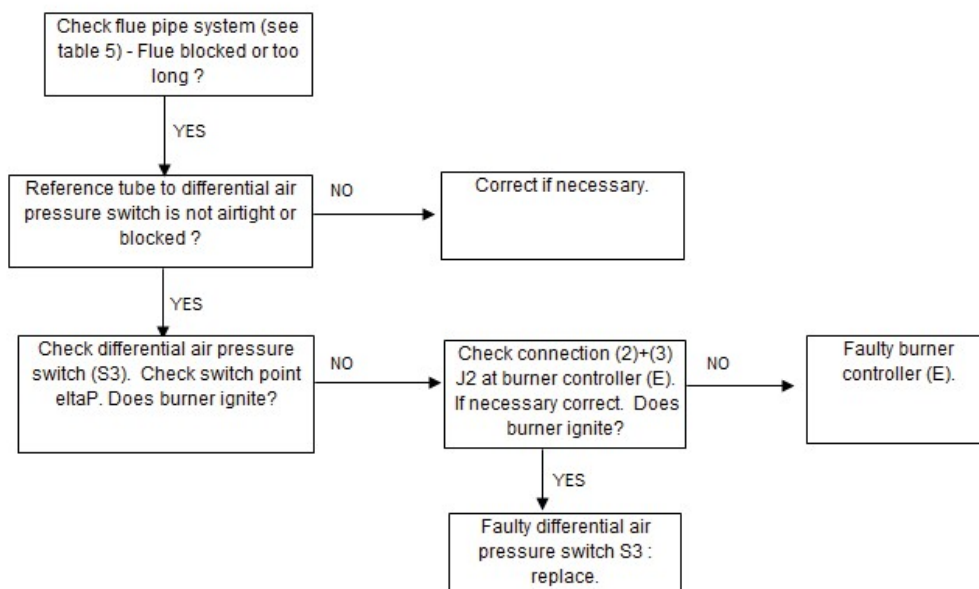 Check flue pipe system (see
table 5) - Flue blocked or too
long ?
YES
Reference tube to differential air
pressure switch is not airtight or
blocked ?
NO
Correct if necessary.
YES
Check differential air pressure
switch (S3). Check switch point
eltaP. Does burner ignite?
NO
Check connection (2)+(3)
J2 at burner controller (E).
If necessary correct. Does
burner ignite?
NO
Faulty burner
controller (E).
YES
Faulty differential air
pressure switch S3 :
replace.